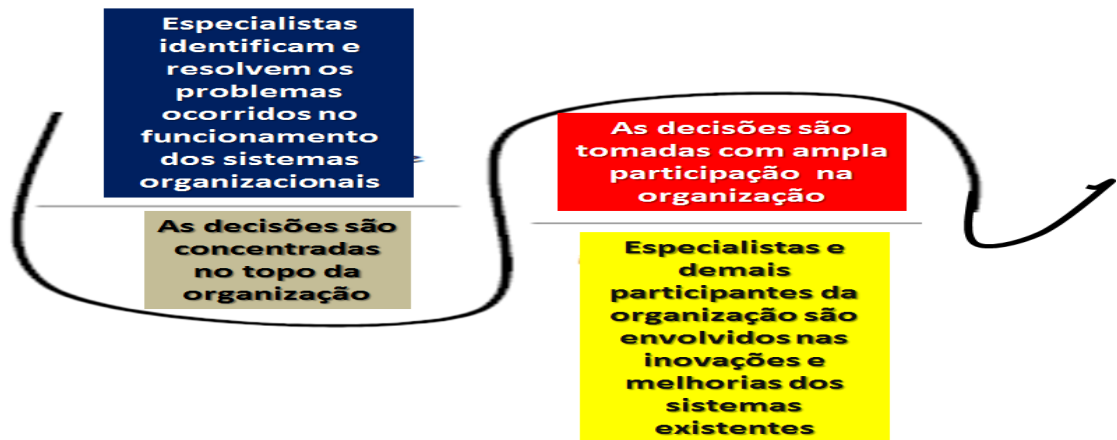 Especialistas
identificam e
resolvem os
problemas
ocorridos no
funcionamento
dos sistemas
organizacionais
As decisões são
concentradas
no topo da
organização
As decisões são
tomadas com ampla
participação na
organização
Especialistas e
demais
participantes da
organização são
envolvidos nas
inovações e
melhorias dos
sistemas
existentes